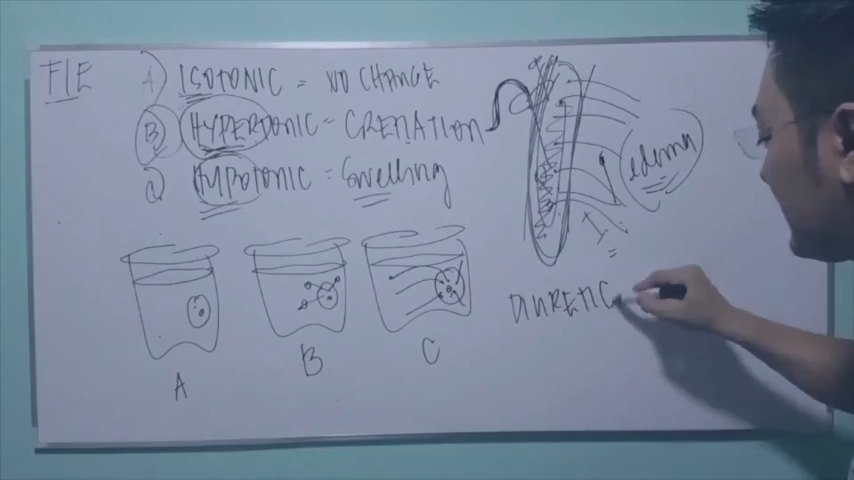 F/E
A) ISOTONIC = NO CHANGE
B) HYPERTONIC = CRENATION
C) HYPOTONIC = Swelling
edema
DIURETIC
A
B
C